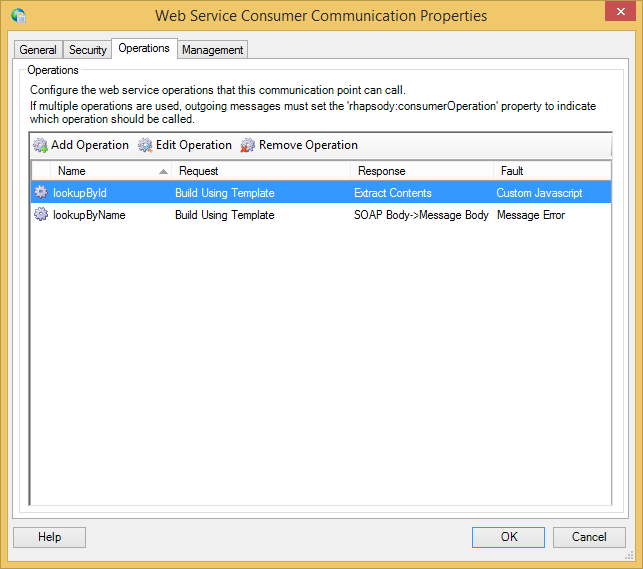 Web Service Consumer Communication Properties
General Security Operations Management
Operations
Configure the web service operations that this communication point can call.
If multiple operations are used, outgoing messages must set the 'rhapsody:consumerOperation' property to indicate
which operation should be called.
Add Operation Edit Operation Remove Operation
Name Request Response Fault
lookupById Build Using Template Extract Contents Custom Javascript
lookupByName Build Using Template SOAP Body->Message Body Message Error
Help OK Cancel